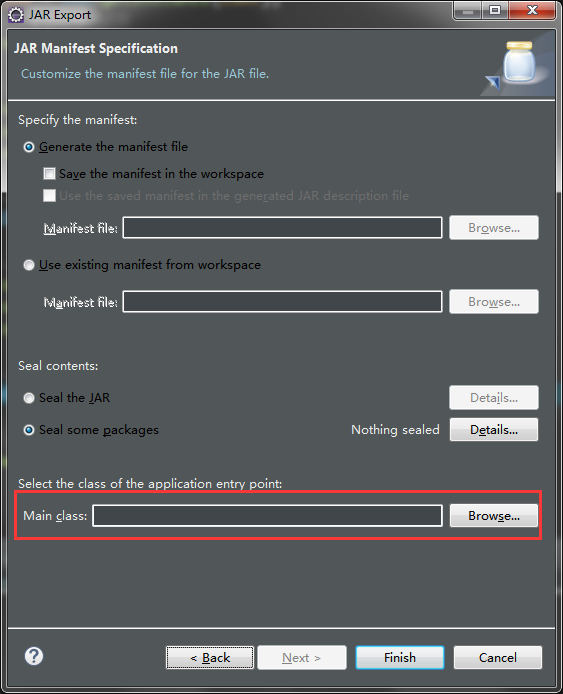 JAR Export
JAR Manifest Specification
Customize the manifest file for the JAR file.
Specify the manifest:
Generate the manifest file
Save the manifest in the workspace
Use the saved manifest in the generated JAR description file
Manifest file:
Browse...
Use existing manifest from workspace
Manifest file:
Browse...
Seal contents:
Seal the JAR
Details...
Seal some packages
Nothing sealed
Details...
Select the class of the application entry point:
Main class:
Browse...
?
< Back
Next >
Finish
Cancel